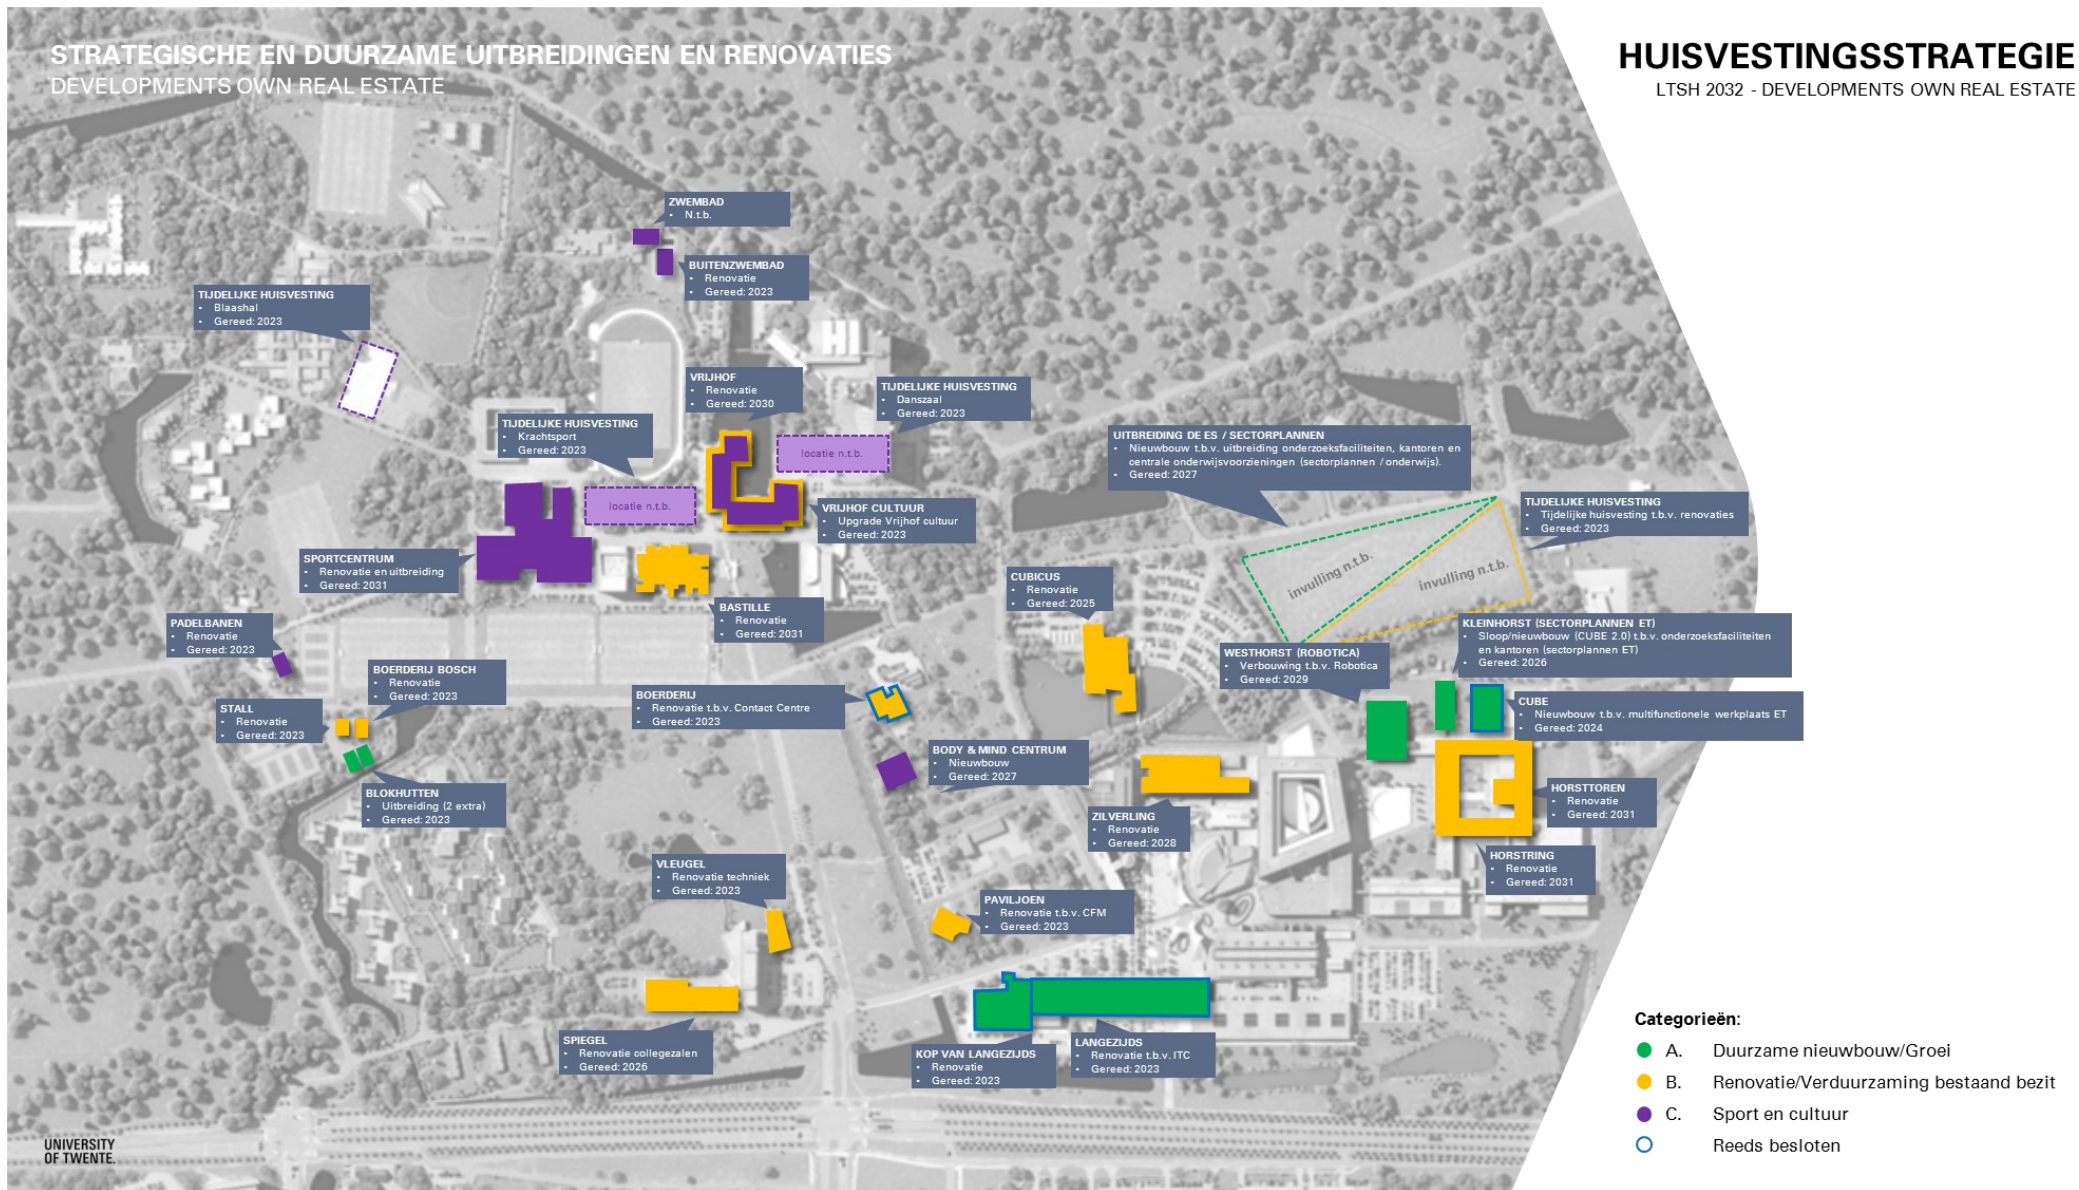 STRATEGISCHE EN DUURZAME UITBREIDINGEN EN RENOVATIES
DEVELOPMENTS OWN REAL ESTATE
HUISVESTINGSSTRATEGIE
LTSH 2032 - DEVELOPMENTS OWN REAL ESTATE
ZWEMBAD
• N.t.b.
BUITENZWEMBAD
• Renovatie
• Gereed: 2023
TIJDELIJKE HUISVESTING
• Blaashal
• Gereed: 2023
VRIJHOF
• Renovatie
• Gereed: 2030
TIJDELIJKE HUISVESTING
• Danszaal
• Gereed: 2023
TIJDELIJKE HUISVESTING
• Krachtsport
• Gereed: 2023
locatie n.t.b.
locatie n.t.b.
UITBREIDING DE ES / SECTORPLANNEN
• Nieuwbouw t.b.v. uitbreiding onderzoeksfaciliteiten, kantoren en
centrale onderwijsvoorzieningen (sectorplannen / onderwijs).
• Gereed: 2027
TIJDELIJKE HUISVESTING
• Tijdelijke huisvesting t.b.v. renovaties
• Gereed: 2023
VRIJHOF CULTUUR
• Upgrade Vrijhof cultuur
• Gereed: 2023
invulling n.t.b.
invulling n.t.b.
SPORTCENTRUM
• Renovatie en uitbreiding
• Gereed: 2031
CUBICUS
• Renovatie
• Gereed: 2025
BASTILLE
• Renovatie
• Gereed: 2031
PADELBANEN
• Renovatie
• Gereed: 2023
KLEINHORST (SECTORPLANNEN ET)
• Sloop/nieuwbouw (CUBE 2.0) t.b.v. onderzoeksfaciliteiten
en kantoren (sectorplannen ET)
• Gereed: 2026
WESTHORST (ROBOTICA)
• Verbouwing t.b.v. Robotica
• Gereed: 2029
BOERDERIJ BOSCH
• Renovatie
• Gereed: 2023
BOERDERIJ
• Renovatie t.b.v. Contact Centre
• Gereed: 2023
STALL
• Renovatie
• Gereed: 2023
CUBE
• Nieuwbouw t.b.v. multifunctionele werkplaats ET
• Gereed: 2024
BODY & MIND CENTRUM
• Nieuwbouw
• Gereed: 2027
BLOKHUTTEN
• Uitbreiding (2 extra)
• Gereed: 2023
HORSTTOREN
• Renovatie
• Gereed: 2031
ZILVERLING
• Renovatie
• Gereed: 2028
HORSTRING
• Renovatie
• Gereed: 2031
VLEUGEL
• Renovatie techniek
• Gereed: 2023
PAVILJOEN
• Renovatie t.b.v. CFM
• Gereed: 2023
SPIEGEL
• Renovatie collegezalen
• Gereed: 2026
KOP VAN LANGEZIJDS
• Renovatie
• Gereed: 2023
LANGEZIJDS
• Renovatie t.b.v. ITC
• Gereed: 2023
Categorieën:
A. Duurzame nieuwbouw/Groei
B. Renovatie/Verduurzaming bestaand bezit
C. Sport en cultuur
Reeds besloten
UNIVERSITY
OF TWENTE.